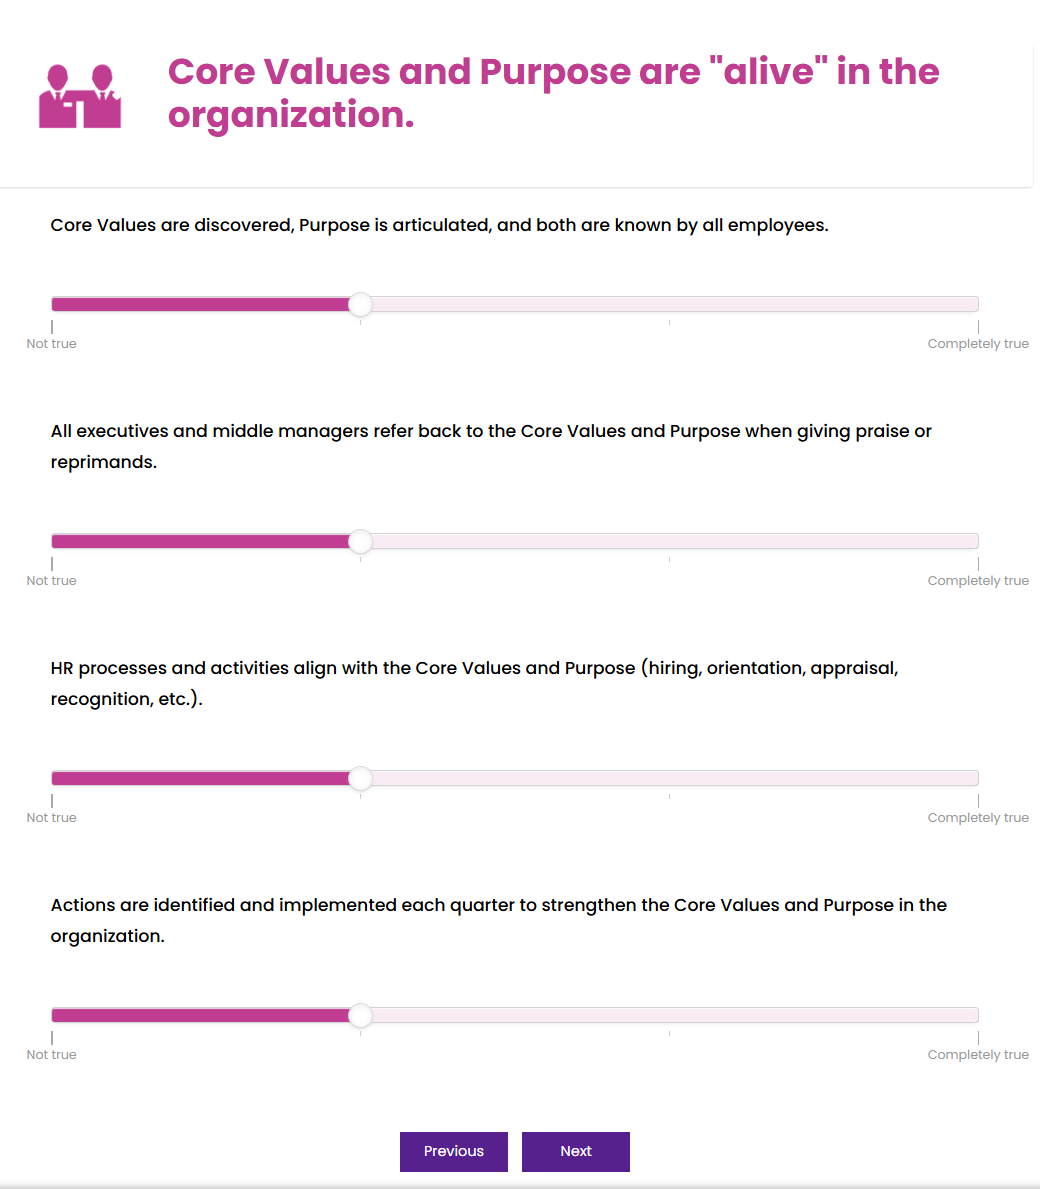 Core Values and Purpose are "alive" in the
organization.
Core Values are discovered, Purpose is articulated, and both are known by all employees.
Not true
Completely true
All executives and middle managers refer back to the Core Values and Purpose when giving praise or
reprimands.
Not true
Completely true
HR processes and activities align with the Core Values and Purpose (hiring, orientation, appraisal,
recognition, etc.).
Not true
Completely true
Actions are identified and implemented each quarter to strengthen the Core Values and Purpose in the
organization.
Not true
Completely true
Previous
Next